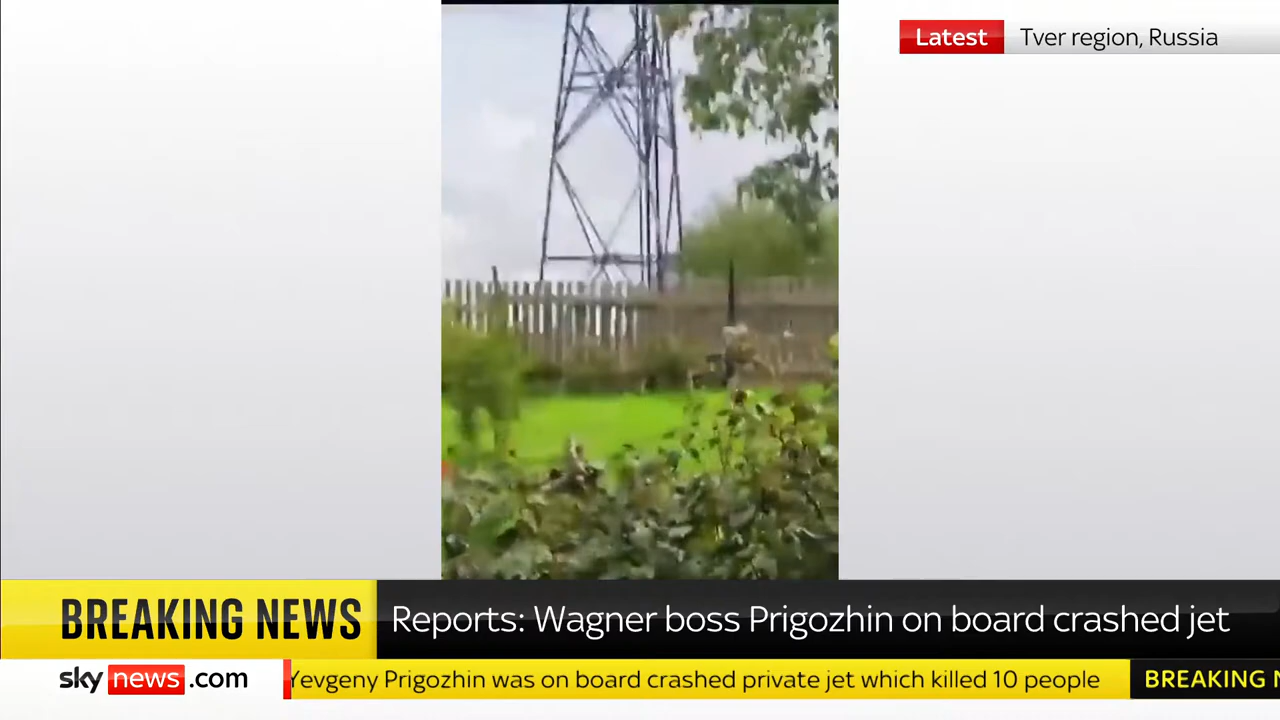 Latest Tver region, Russia
BREAKING NEWS Reports: Wagner boss Prigozhin on board crashed jet
sky news .com Yevgeny Prigozhin was on board crashed private jet which killed 10 people BREAKING